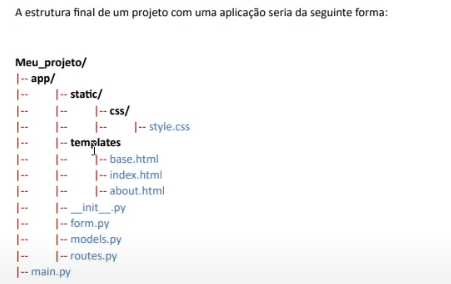 A estrutura final de um projeto com uma aplicação seria da seguinte forma:
Meu_projeto/
|-- app/
|-- |-- static/
|-- |-- |-- css/
|-- |-- |-- |-- style.css
|-- |-- templates
|-- |-- |-- base.html
|-- |-- |-- index.html
|-- |-- |-- about.html
|-- |-- __init__.py
|-- |-- form.py
|-- |-- models.py
|-- |-- routes.py
|-- main.py